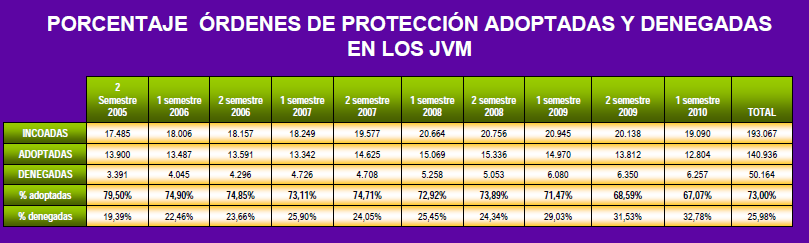 PORCENTAJE ÓRDENES DE PROTECCIÓN ADOPTADAS Y DENEGADAS
EN LOS JVM
2 Semestre 2005 1 semestre 2006 2 semestre 2006 1 semestre 2007 2 semestre 2007 1 semestre 2008 2 semestre 2008 1 semestre 2009 2 semestre 2009 1 semestre 2010 TOTAL
INCOADAS 17.485 18.006 18.157 18.249 19.577 20.664 20.756 20.945 20.138 19.090 193.067
ADOPTADAS 13.900 13.487 13.591 13.342 14.625 15.069 15.336 14.970 13.812 12.804 140.936
DENEGADAS 3.391 4.045 4.296 4.726 4.708 5.258 5.053 6.080 6.350 6.257 50.164
% adoptadas 79,50% 74,90% 74,85% 73,11% 74,71% 72,92% 73,89% 71,47% 68,59% 67,07% 73,00%
% denegadas 19,39% 22,46% 23,66% 25,90% 24,05% 25,45% 24,34% 29,03% 31,53% 32,78% 25,98%